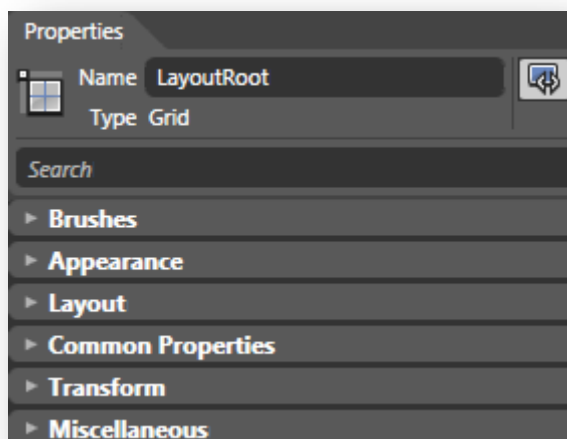 Properties
Name LayoutRoot
Type Grid
Search
Brushes
Appearance
Layout
Common Properties
Transform
Miscellaneous